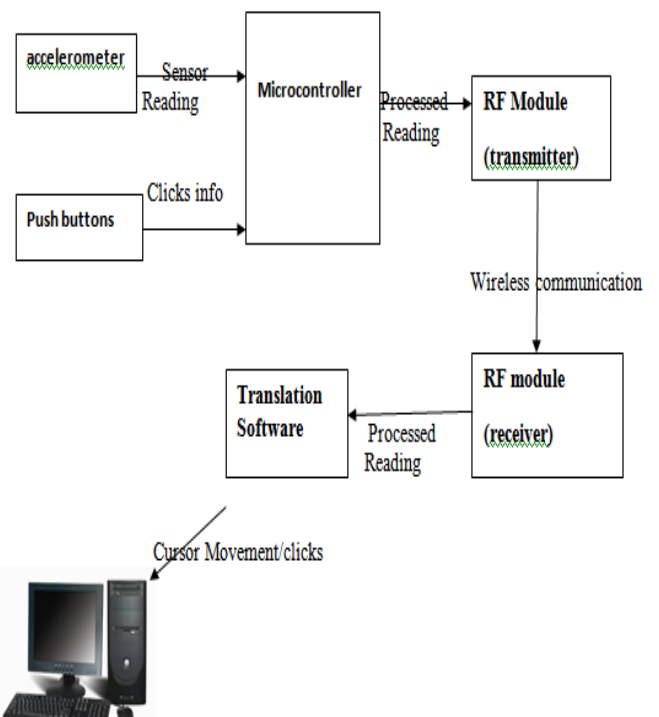 accelerometer
Sensor
Reading
Microcontroller
Processed
Reading
RF Module
(transmitter)
Clicks info
Push buttons
Wireless communication
RF module
(receiver)
Translation
Software
Processed
Reading
Cursor Movement/clicks